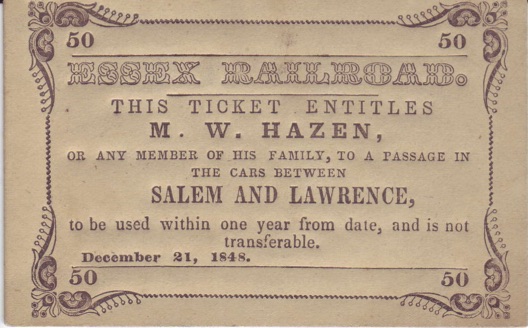 50 50
ESSEX RAILROAD.
THIS TICKET ENTITLES
M. W. HAZEN,
OR ANY MEMBER OF HIS FAMILY, TO A PASSAGE IN
THE CARS BETWEEN
SALEM AND LAWRENCE,
to be used within one year from date, and is not
transferable.
December 21, 1848.
50 50